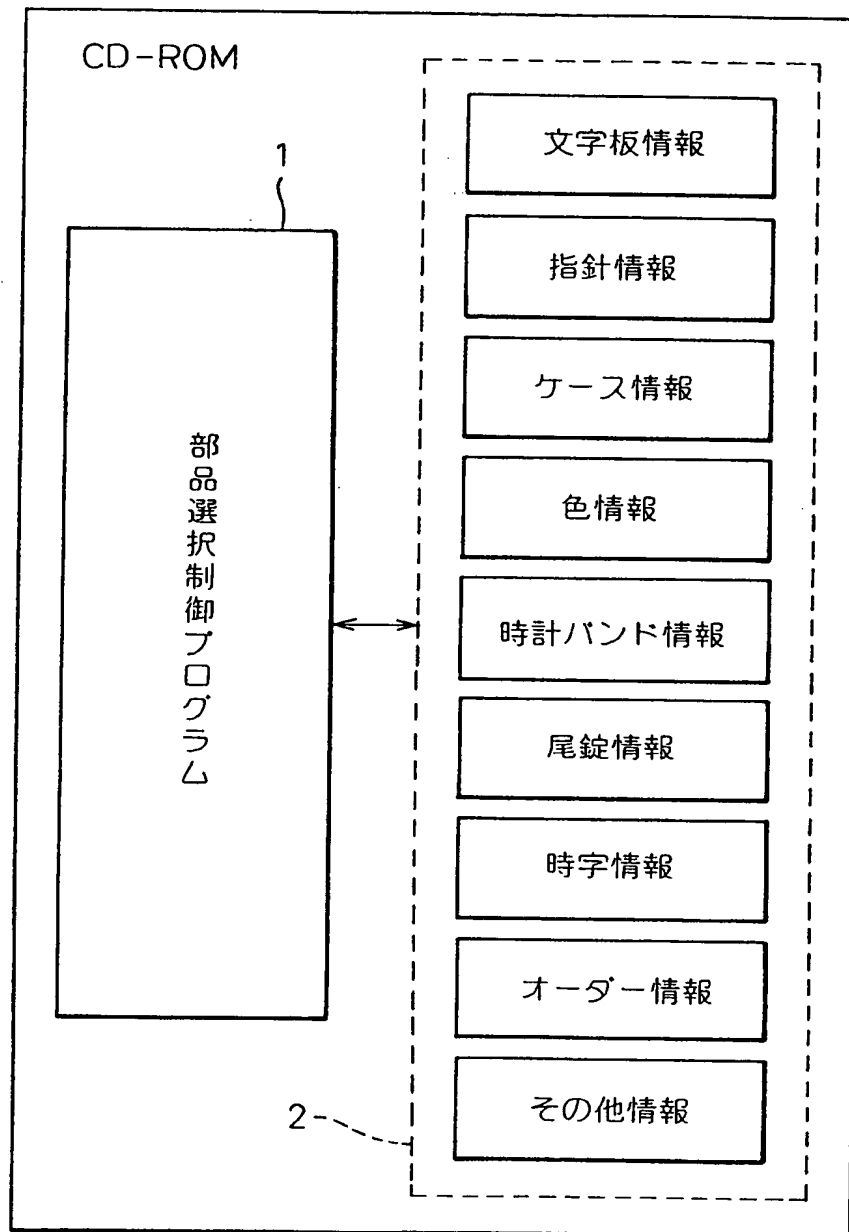 CD-ROM
1
部品選択制御プログラム
文字板情報
指針情報
ケース情報
色情報
時計バンド情報
尾錠情報
時字情報
オーダー情報
その他情報
2